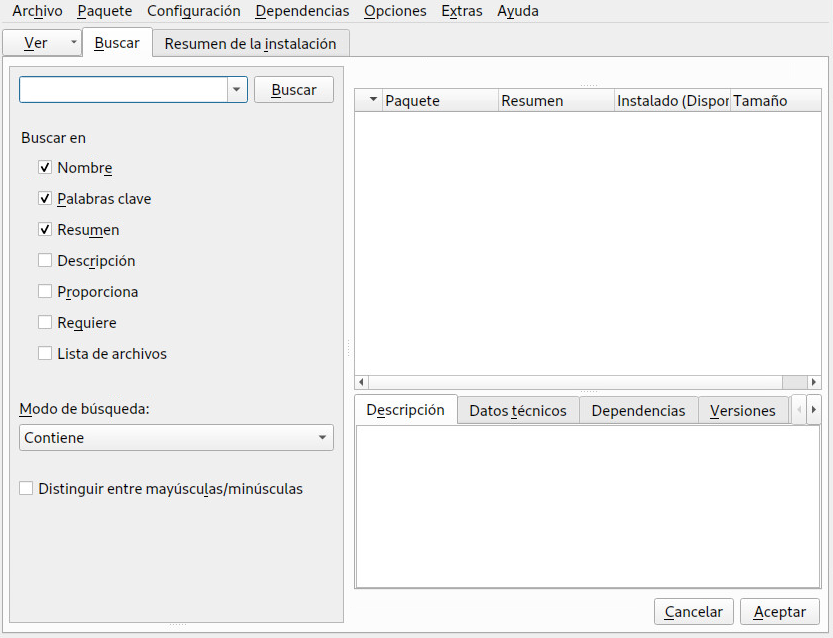 Archivo Paquete Configuración Dependencias Opciones Extras Ayuda
Ver Buscar Resumen de la instalación
Buscar
Buscar en
Nombre
Palabras clave
Resumen
Descripción
Proporciona
Requiere
Lista de archivos
Modo de búsqueda:
Contiene
Distinguir entre mayúsculas/minúsculas
Paquete Resumen Instalado (Dispor Tamaño
Descripción Datos técnicos Dependencias Versiones
Cancelar Aceptar